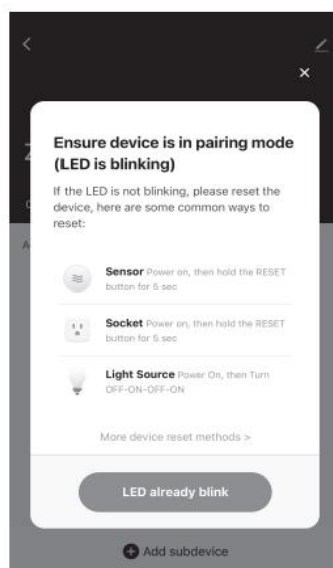 Ensure device is in pairing mode
(LED is blinking)
If the LED is not blinking, please reset the
device, here are some common ways to
reset:
Sensor Power on, then hold the RESET
button for 5 sec
Socket Power on, then hold the RESET
button for 5 sec
Light Source Power On, then Turn
OFF-ON-OFF-ON
More device reset methods >
LED already blink
Add subdevice